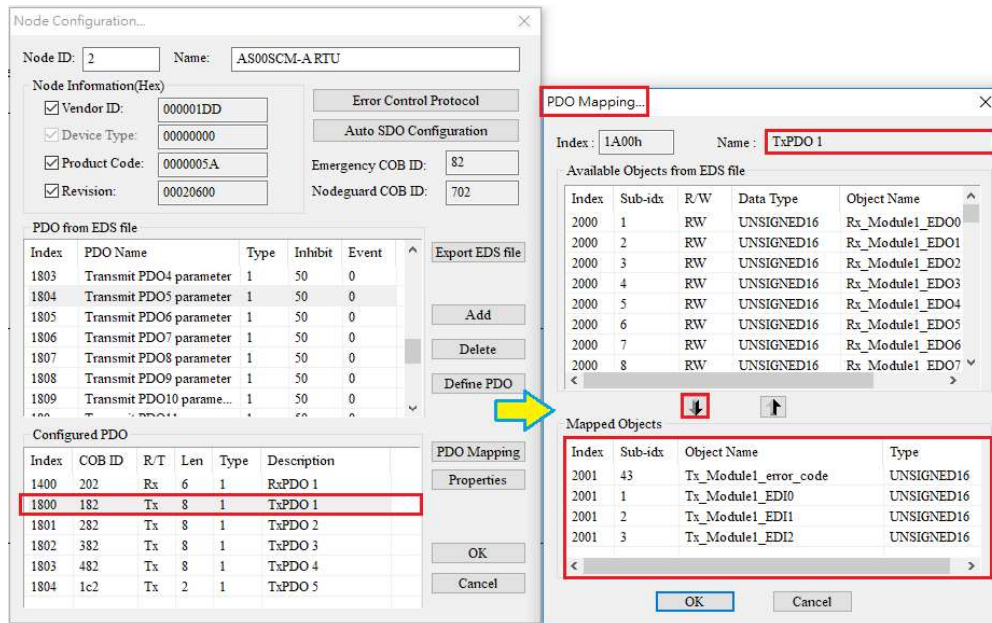 Node Configuration...
Node ID: 2 Name: AS00SCM-A RTU
Node Information(Hex)
Vendor ID: 000001DD
Device Type: 00000000
Product Code: 0000005A
Revision: 00020600
Error Control Protocol
Auto SDO Configuration
Emergency COB ID: 82
Nodeguard COB ID: 702
PDO from EDS file
Index PDO Name Type Inhibit Event
1803 Transmit PDO4 parameter 1 50 0
1804 Transmit PDO5 parameter 1 50 0
1805 Transmit PDO6 parameter 1 50 0
1806 Transmit PDO7 parameter 1 50 0
1807 Transmit PDO8 parameter 1 50 0
1808 Transmit PDO9 parameter 1 50 0
1809 Transmit PDO10 parame... 1 50 0
Export EDS file
Add
Delete
Define PDO
Configured PDO
Index COB ID R/T Len Type Description
1400 202 Rx 6 1 RxPDO 1
1800 182 Tx 8 1 TxPDO 1
1801 282 Tx 8 1 TxPDO 2
1802 382 Tx 8 1 TxPDO 3
1803 482 Tx 8 1 TxPDO 4
1804 1c2 Tx 2 1 TxPDO 5
PDO Mapping
Properties
OK
Cancel
PDO Mapping...
Index : 1A00h Name : TxPDO 1
Available Objects from EDS file
Index Sub-idx R/W Data Type Object Name
2000 1 RW UNSIGNED16 Rx_Module1_EDO0
2000 2 RW UNSIGNED16 Rx_Module1_EDO1
2000 3 RW UNSIGNED16 Rx_Module1_EDO2
2000 4 RW UNSIGNED16 Rx_Module1_EDO3
2000 5 RW UNSIGNED16 Rx_Module1_EDO4
2000 6 RW UNSIGNED16 Rx_Module1_EDO5
2000 7 RW UNSIGNED16 Rx_Module1_EDO6
2000 8 RW UNSIGNED16 Rx_Module1_EDO7
Mapped Objects
Index Sub-idx Object Name Type
2001 43 Tx_Module1_error_code UNSIGNED16
2001 1 Tx_Module1_EDI0 UNSIGNED16
2001 2 Tx_Module1_EDI1 UNSIGNED16
2001 3 Tx_Module1_EDI2 UNSIGNED16
OK Cancel